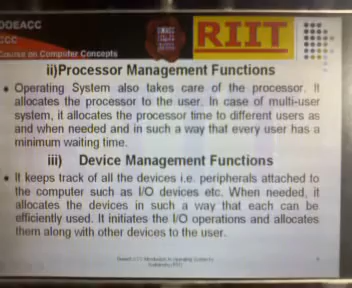 DOEACC
CCC
Course on Computer Concepts
RIIT
ii)Processor Management Functions
• Operating System also takes care of the processor. It
allocates the processor to the user. In case of multi-user
system, it allocates the processor time to different users as
and when needed and in such a way that every user has a
minimum waiting time.
iii) Device Management Functions
• It keeps track of all the devices i.e. peripherals attached to
the computer such as I/O devices etc. When needed, it
allocates the devices in such a way that each can be
efficiently used. It initiates the I/O operations and allocates
them along with other devices to the user.